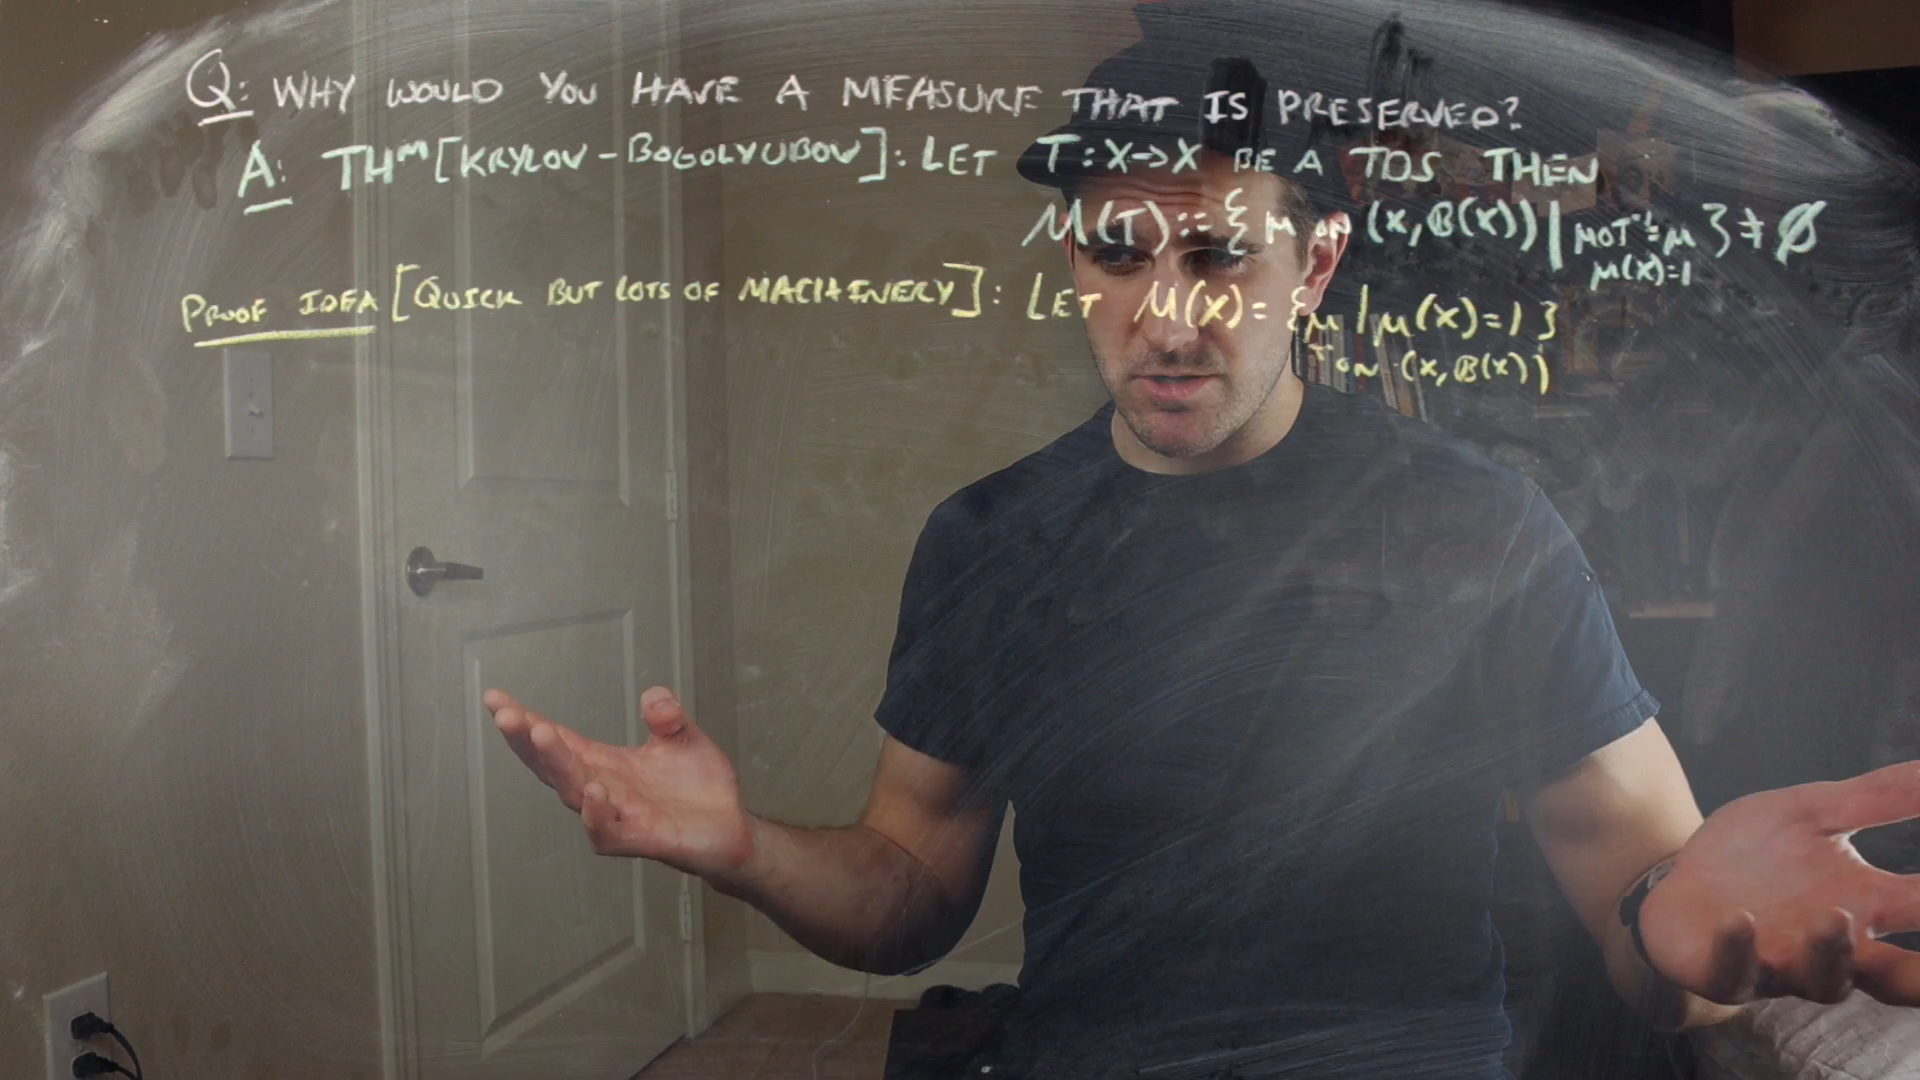 Q: WHY WOULD YOU HAVE A MEASURE THAT IS PRESERVED?
A: THᴹ [KRYLOV-BOGOLYUBOV]: LET T: X→X BE A TDS THEN
M(T) := { μ ON (X, B(X)) | μ∘T⁻¹=μ } ≠ ∅
μ(X)=1
PROOF IDEA [QUICK BUT LOTS OF MACHINERY]: LET M(X) = { μ | μ(X)=1 }
ON (X, B(X))